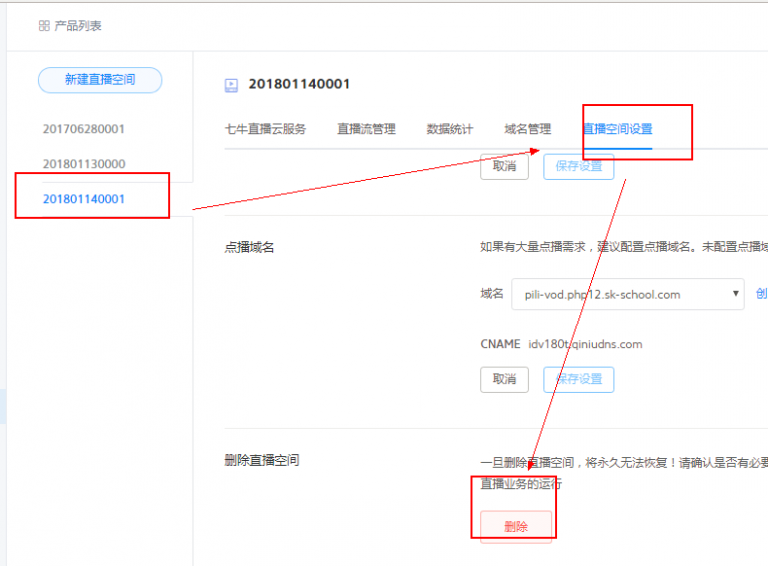 产品列表
新建直播空间
201706280001
201801130000
201801140001
201801140001
七牛直播云服务 直播流管理 数据统计 域名管理 直播空间设置
取消 保存设置
点播域名
如果有大量点播需求，建议配置点播域名。未配置点播域
域名 pili-vod.php12.sk-school.com 创
CNAME idv180t.qiniudns.com
取消 保存设置
删除直播空间
一旦删除直播空间，将永久无法恢复！请确认是否有必要
直播业务的运行
删除